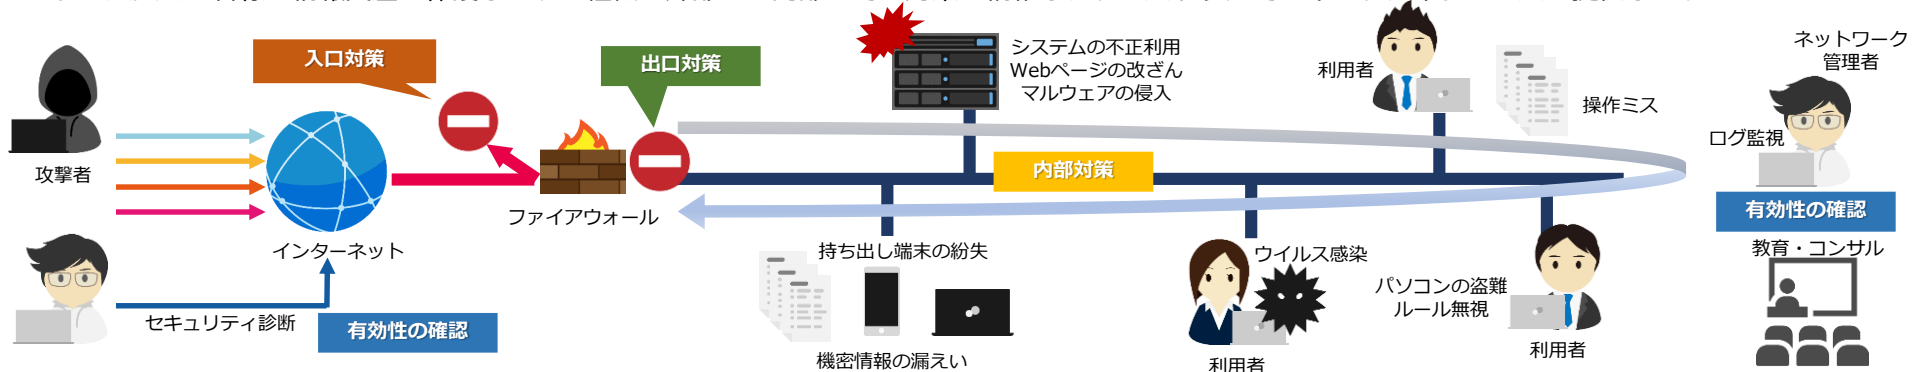 入口対策
出口対策
システムの不正利用
Webページの改ざん
マルウェアの侵入
利用者
操作ミス
ネットワーク
管理者
ログ監視
攻撃者
ファイアウォール
内部対策
有効性の確認
インターネット
持ち出し端末の紛失
ウイルス感染
教育・コンサル
パソコンの盗難
ルール無視
セキュリティ診断
有効性の確認
機密情報の漏えい
利用者
利用者